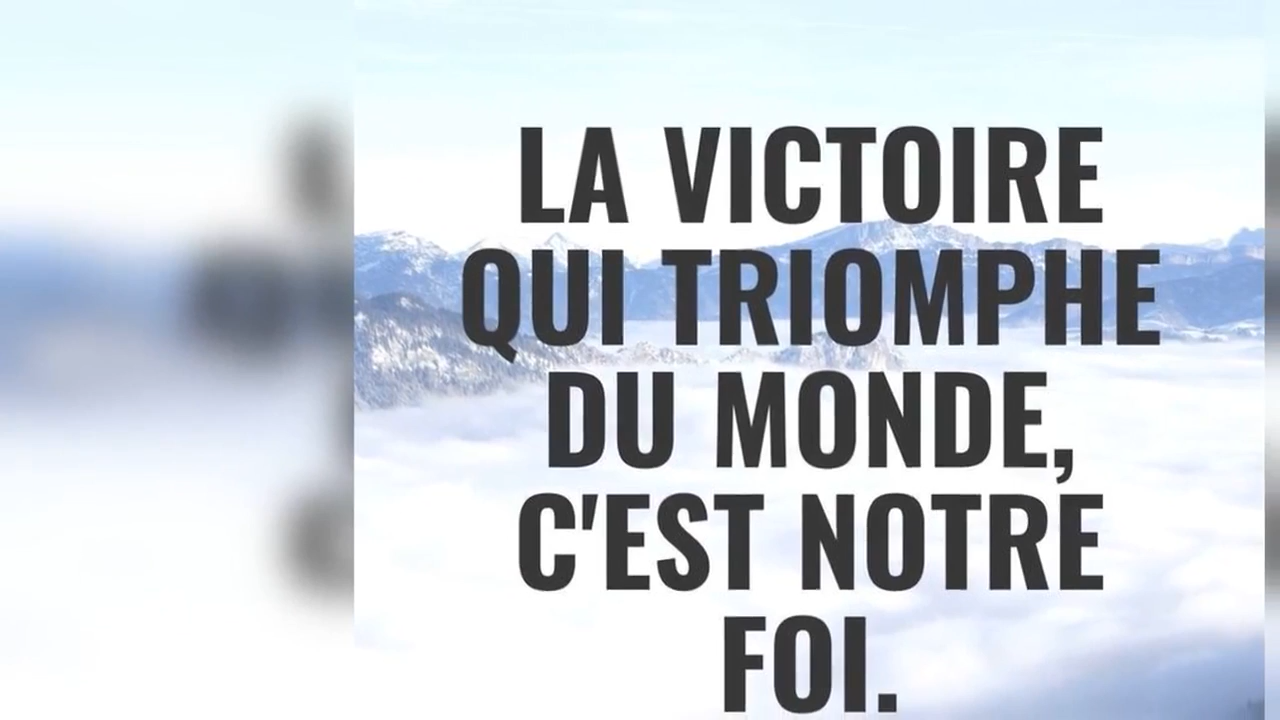 LA VICTOIRE
QUI TRIOMPHE
DU MONDE,
C'EST NOTRE
FOI.